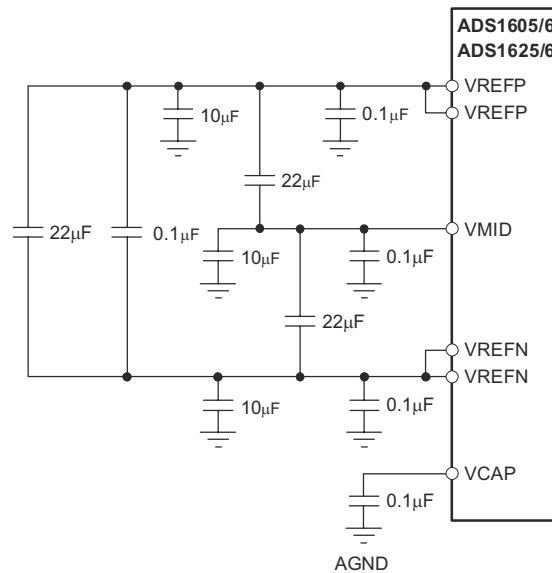 ADS1605/6
ADS1625/6
VREFP
VREFP
10μF
0.1μF
22μF
22μF
0.1μF
VMID
10μF
0.1μF
22μF
VREFN
VREFN
10μF
0.1μF
VCAP
0.1μF
AGND